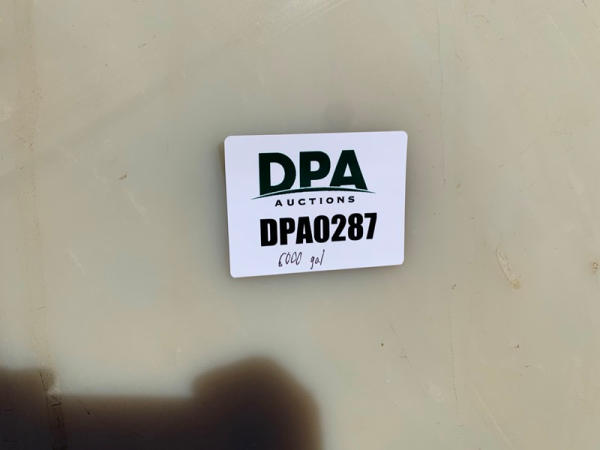 DPA
AUCTIONS
DPA0287
6000 gal